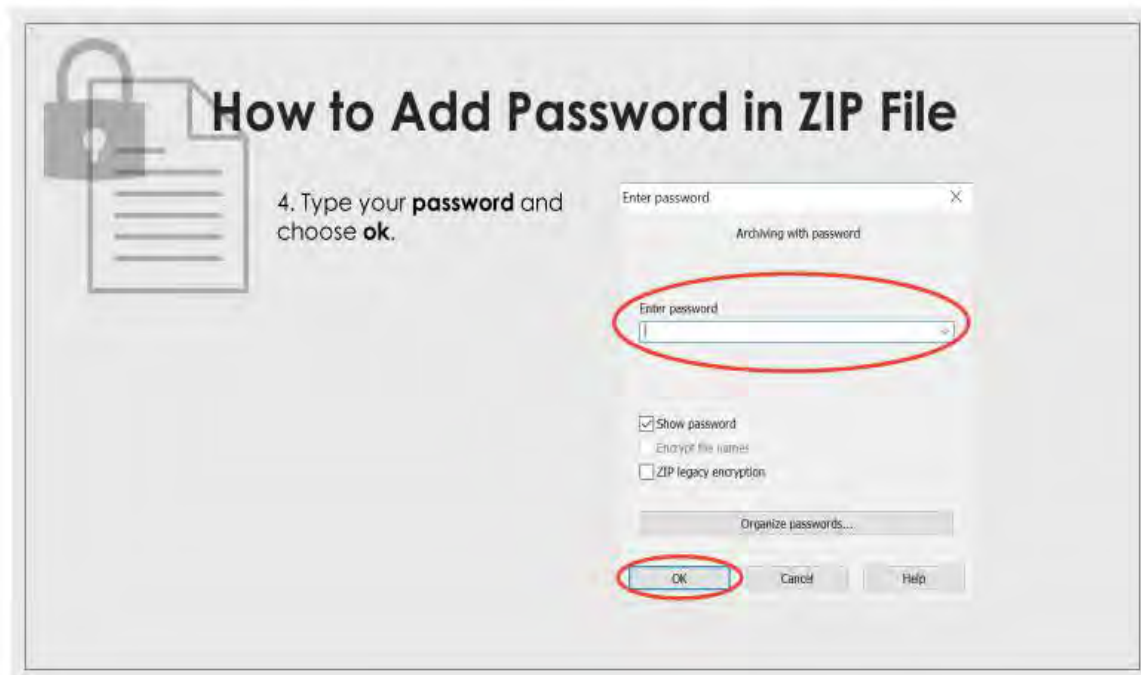 How to Add Password in ZIP File
4. Type your password and
choose ok.
Enter password
Archiving with password
Enter password
Show password
Encrypt file names
ZIP legacy encryption
Organize passwords...
OK Cancel Help